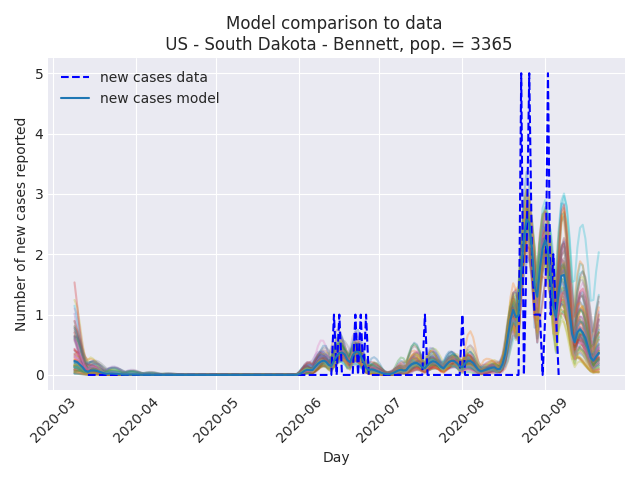 Model comparison to data
US - South Dakota - Bennett, pop. = 3365
new cases data
new cases model
Number of new cases reported
5
4
3
2
1
0
2020-03
2020-04
2020-05
2020-06
2020-07
2020-08
2020-09
Day